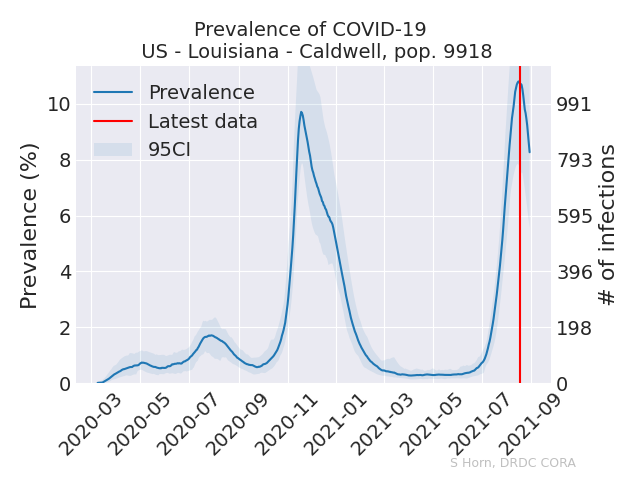 Prevalence of COVID-19
US - Louisiana - Caldwell, pop. 9918
Prevalence
Latest data
95CI
Prevalence (%)
10
8
6
4
2
0
991
793
595
396
198
0
# of infections
2020-03
2020-05
2020-07
2020-09
2020-11
2021-01
2021-03
2021-05
2021-07
2021-09
S Horn, DRDC CORA